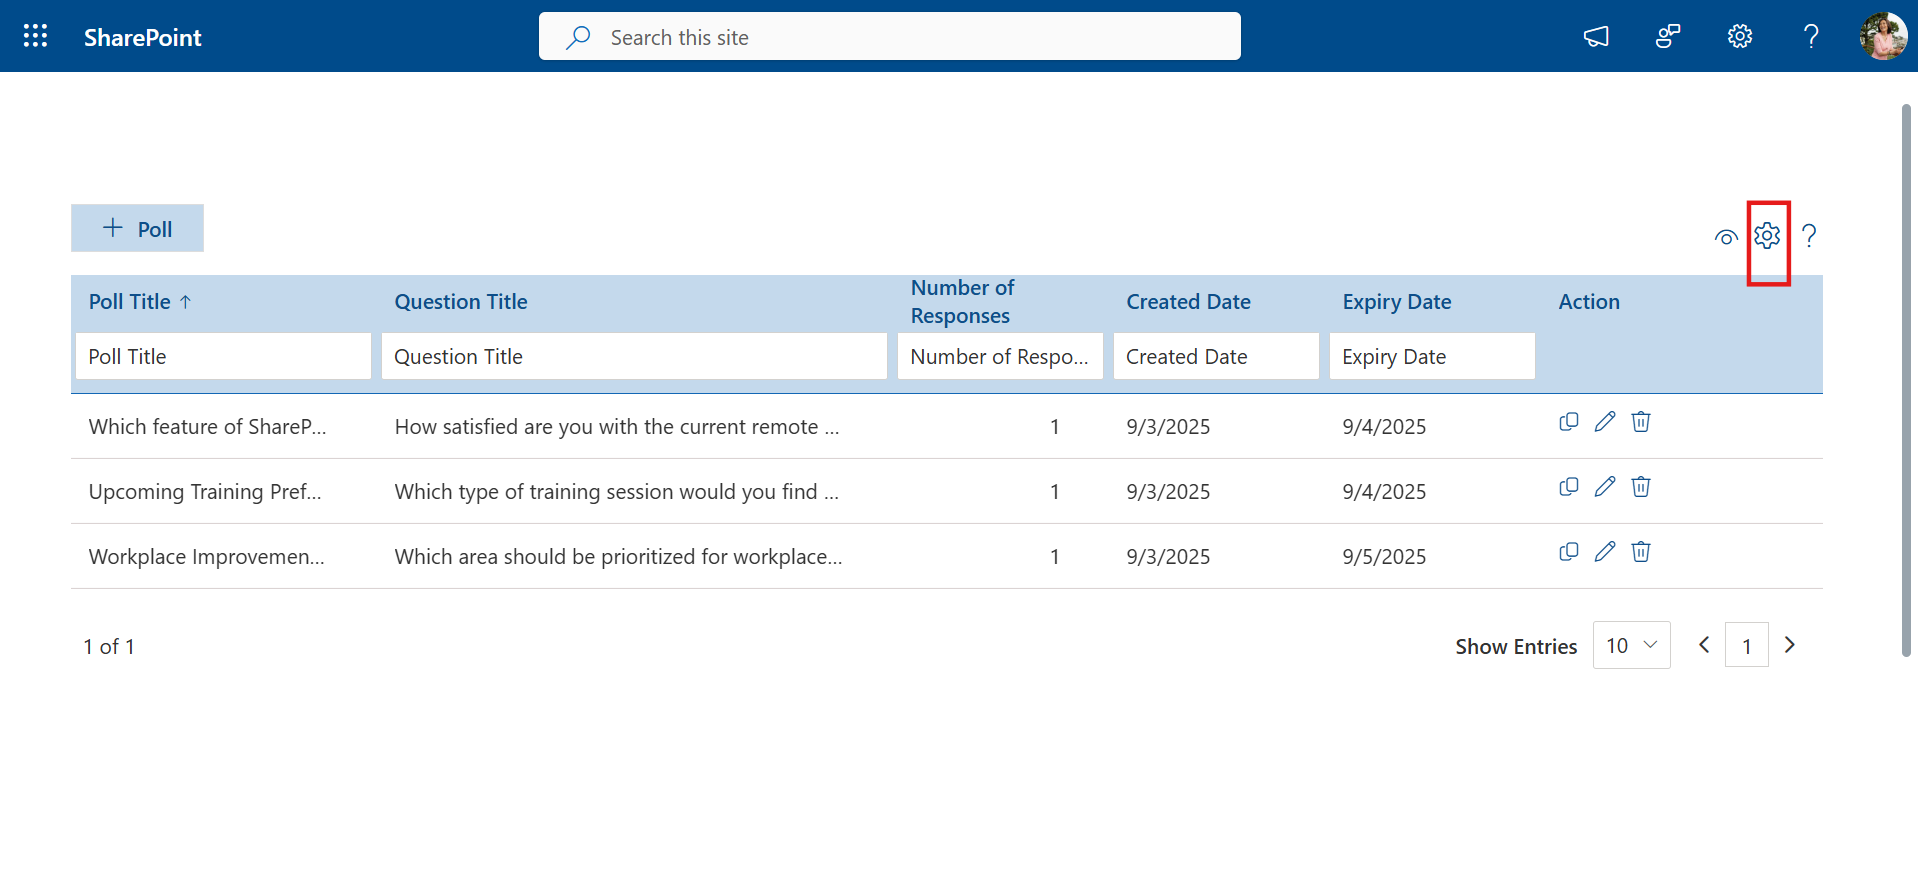 SharePoint
Search this site
Poll
Poll Title ↑ Question Title Number of Responses Created Date Expiry Date Action
Poll Title Question Title Number of Respo... Created Date Expiry Date
Which feature of ShareP... How satisfied are you with the current remote ... 1 9/3/2025 9/4/2025
Upcoming Training Pref... Which type of training session would you find ... 1 9/3/2025 9/4/2025
Workplace Improvemen... Which area should be prioritized for workplace... 1 9/3/2025 9/5/2025
1 of 1 Show Entries 10 1